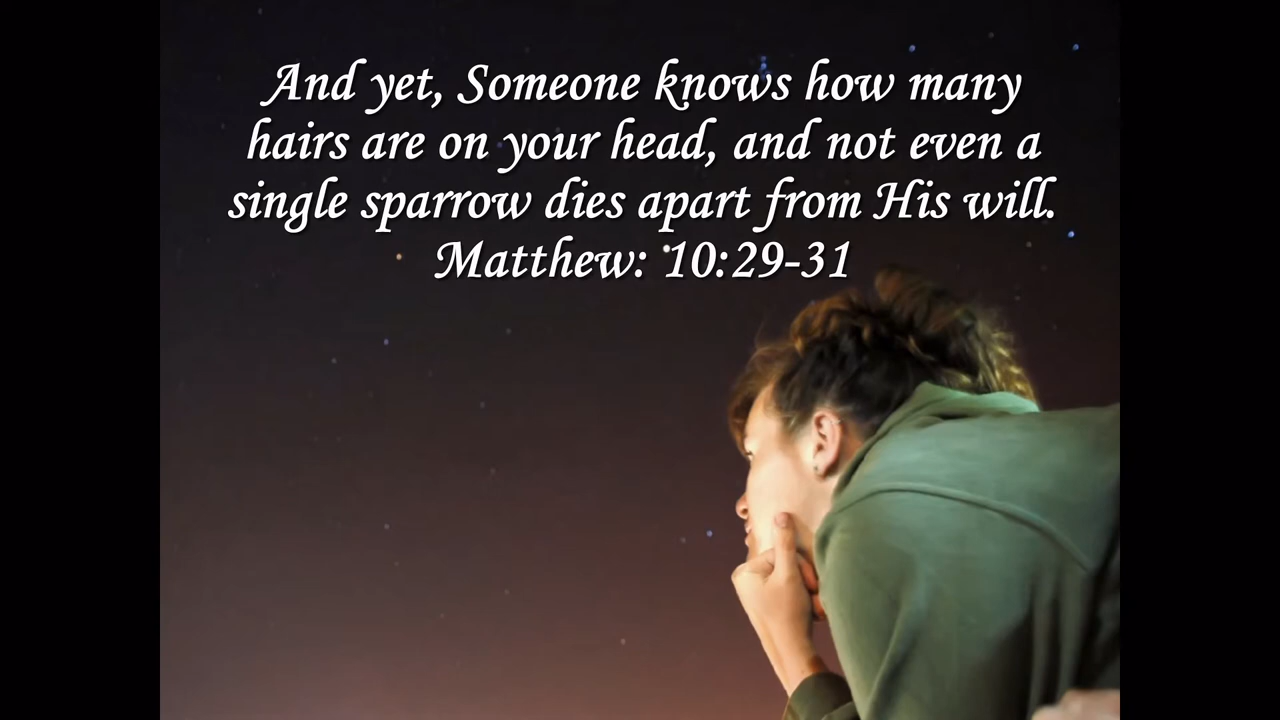 And yet, Someone knows how many
hairs are on your head, and not even a
single sparrow dies apart from His will.
Matthew: 10:29-31